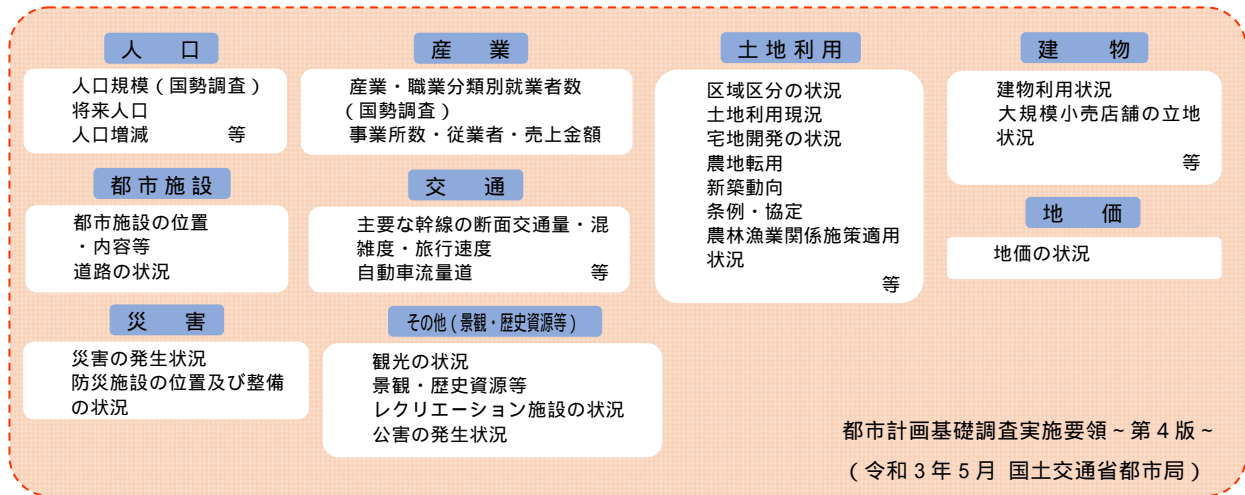 人　口
人口規模（国勢調査）
将来人口
人口増減　　　　等
産　業
産業・職業分類別就業者数
（国勢調査）
事業所数・従業者・売上金額
土地利用
区域区分の状況
土地利用現況
宅地開発の状況
農地転用
新築動向
条例・協定
農林漁業関係施策適用
状況
等
建　物
建物利用状況
大規模小売店舗の立地
状況
等
都市施設
都市施設の位置
・内容等
道路の状況
交　通
主要な幹線の断面交通量・混
雑度・旅行速度
自動車流量道　　　　　等
地　価
地価の状況
災　害
災害の発生状況
防災施設の位置及び整備
の状況
その他（景観・歴史資源等）
観光の状況
景観・歴史資源等
レクリエーション施設の状況
公害の発生状況
都市計画基礎調査実施要領～第４版～
（令和３年５月 国土交通省都市局）